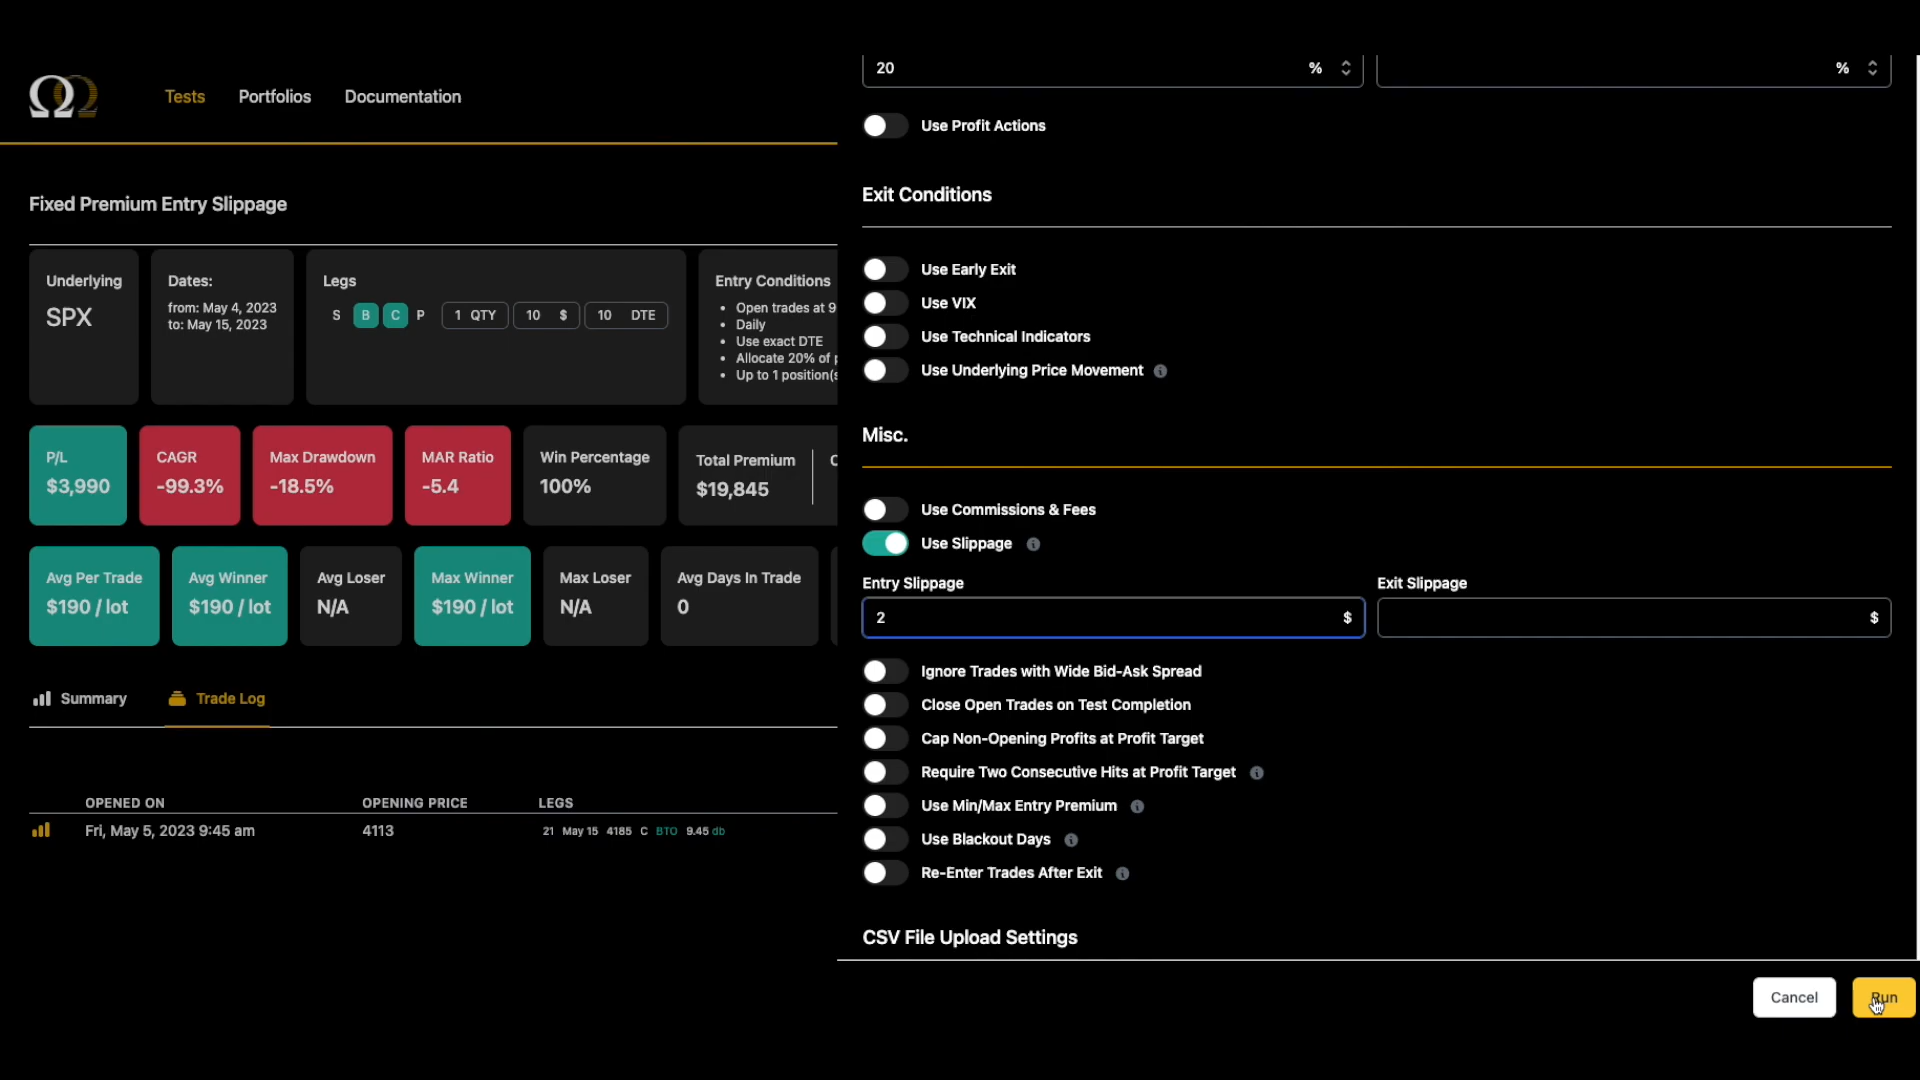 Tests Portfolios Documentation
Fixed Premium Entry Slippage
Underlying
SPX
Dates:
from: May 4, 2023
to: May 15, 2023
Legs
S B C P 1 QTY 10 $ 10 DTE
Entry Conditions
• Open trades at 9
• Daily
• Use exact DTE
• Allocate 20% of
• Up to 1 position(s
P/L
$3,990
CAGR
-99.3%
Max Drawdown
-18.5%
MAR Ratio
-5.4
Win Percentage
100%
Total Premium
$19,845
Avg Per Trade
$190 / lot
Avg Winner
$190 / lot
Avg Loser
N/A
Max Winner
$190 / lot
Max Loser
N/A
Avg Days In Trade
0
Summary Trade Log
OPENED ON OPENING PRICE LEGS
Fri, May 5, 2023 9:45 am 4113 21 May 15 4185 C BTO 9.45 db
20 % %
Use Profit Actions
Exit Conditions
Use Early Exit
Use VIX
Use Technical Indicators
Use Underlying Price Movement
Misc.
Use Commissions & Fees
Use Slippage
Entry Slippage Exit Slippage
2 $ $
Ignore Trades with Wide Bid-Ask Spread
Close Open Trades on Test Completion
Cap Non-Opening Profits at Profit Target
Require Two Consecutive Hits at Profit Target
Use Min/Max Entry Premium
Use Blackout Days
Re-Enter Trades After Exit
CSV File Upload Settings
Cancel Run